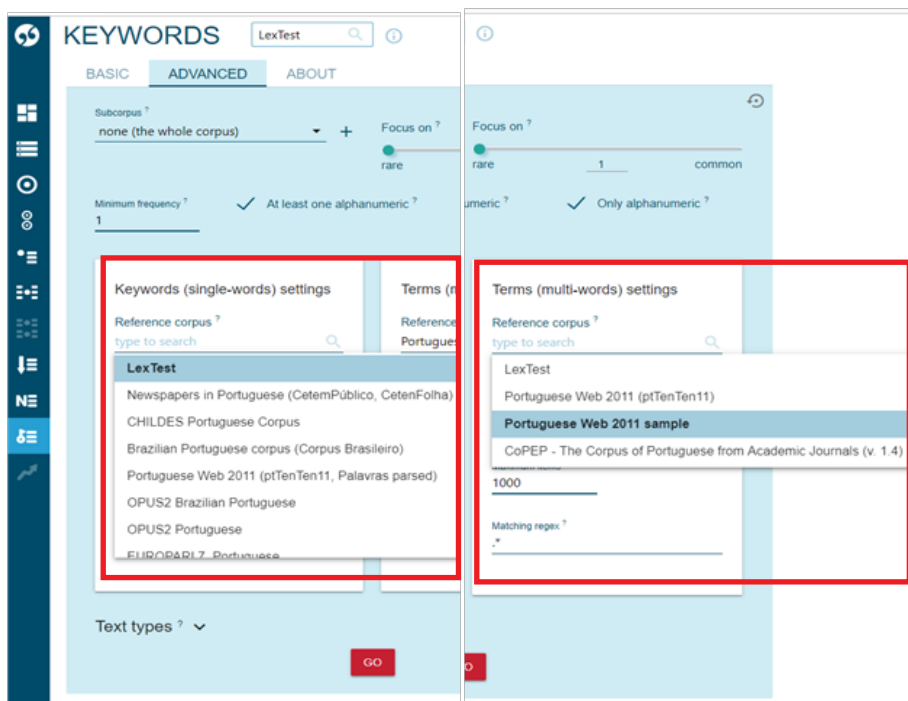 KEYWORDS
LexTest
BASIC ADVANCED ABOUT
Subcorpus ?
none (the whole corpus)
Focus on ?
rare
Minimum frequency ?
1
At least one alphanumeric ?
Keywords (single-words) settings
Reference corpus ?
type to search
LexTest
Newspapers in Portuguese (CetemPúblico, CetenFolha)
CHILDES Portuguese Corpus
Brazilian Portuguese corpus (Corpus Brasileiro)
Portuguese Web 2011 (ptTenTen11, Palavras parsed)
OPUS2 Brazilian Portuguese
OPUS2 Portuguese
EUROPARL7, Portuguese
Terms (m
Reference
Portugues
Text types ?
GO
Focus on ?
rare 1 common
umeric ?
Only alphanumeric ?
Terms (multi-words) settings
Reference corpus ?
type to search
LexTest
Portuguese Web 2011 (ptTenTen11)
Portuguese Web 2011 sample
CoPEP - The Corpus of Portuguese from Academic Journals (v. 1.4)
1000
Matching regex ?
.*
O